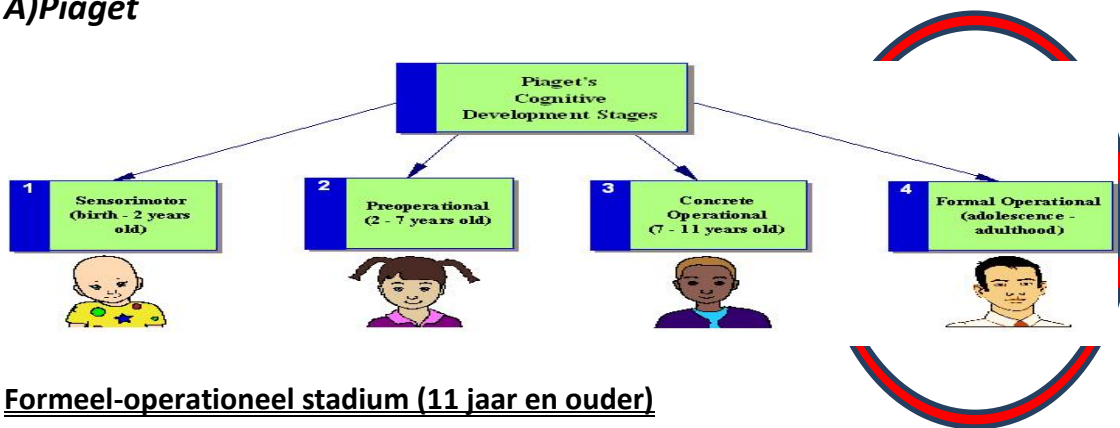 A)Piaget
Piaget's
Cognitive
Development Stages
1
Sensorimotor
(birth - 2 years
old)
2
Preoperational
(2 - 7 years old)
3
Concrete
Operational
(7 - 11 years old)
4
Formal Operational
(adolescence -
adulthood)
Formeel-operationeel stadium (11 jaar en ouder)